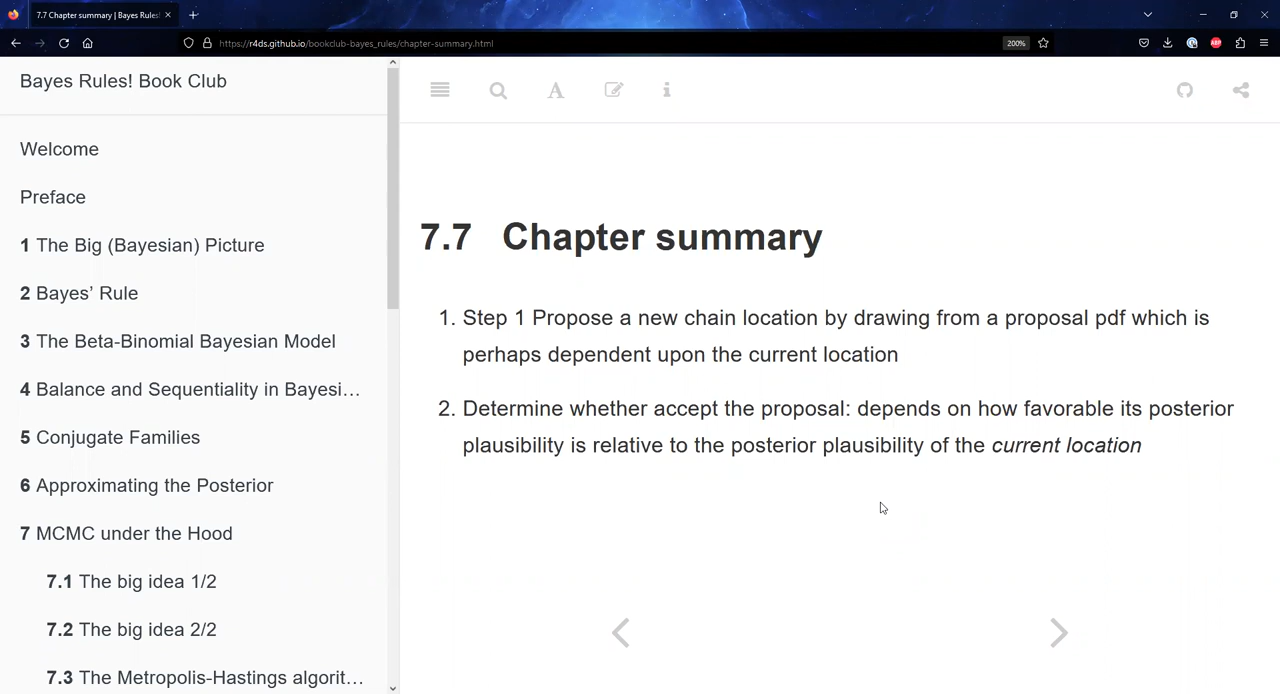 7.7 Chapter summary | Bayes Rules!
https://r4ds.github.io/bookclub-bayes_rules/chapter-summary.html
200%
ABP
Bayes Rules! Book Club
Welcome
Preface
1 The Big (Bayesian) Picture
2 Bayes’ Rule
3 The Beta-Binomial Bayesian Model
4 Balance and Sequentiality in Bayesi…
5 Conjugate Families
6 Approximating the Posterior
7 MCMC under the Hood
7.1 The big idea 1/2
7.2 The big idea 2/2
7.3 The Metropolis-Hastings algorit…
A
i
7.7 Chapter summary
1. Step 1 Propose a new chain location by drawing from a proposal pdf which is
perhaps dependent upon the current location
2. Determine whether accept the proposal: depends on how favorable its posterior
plausibility is relative to the posterior plausibility of the current location